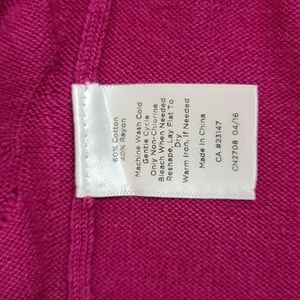 60% Cotton
40% Rayon
Machine Wash Cold
Gentle Cycle
Only Non-Chlorine
Bleach When Needed
Reshape, Lay Flat To
Dry
Warm Iron, If Needed
Made In China
CA #23147
CN2708 04/16